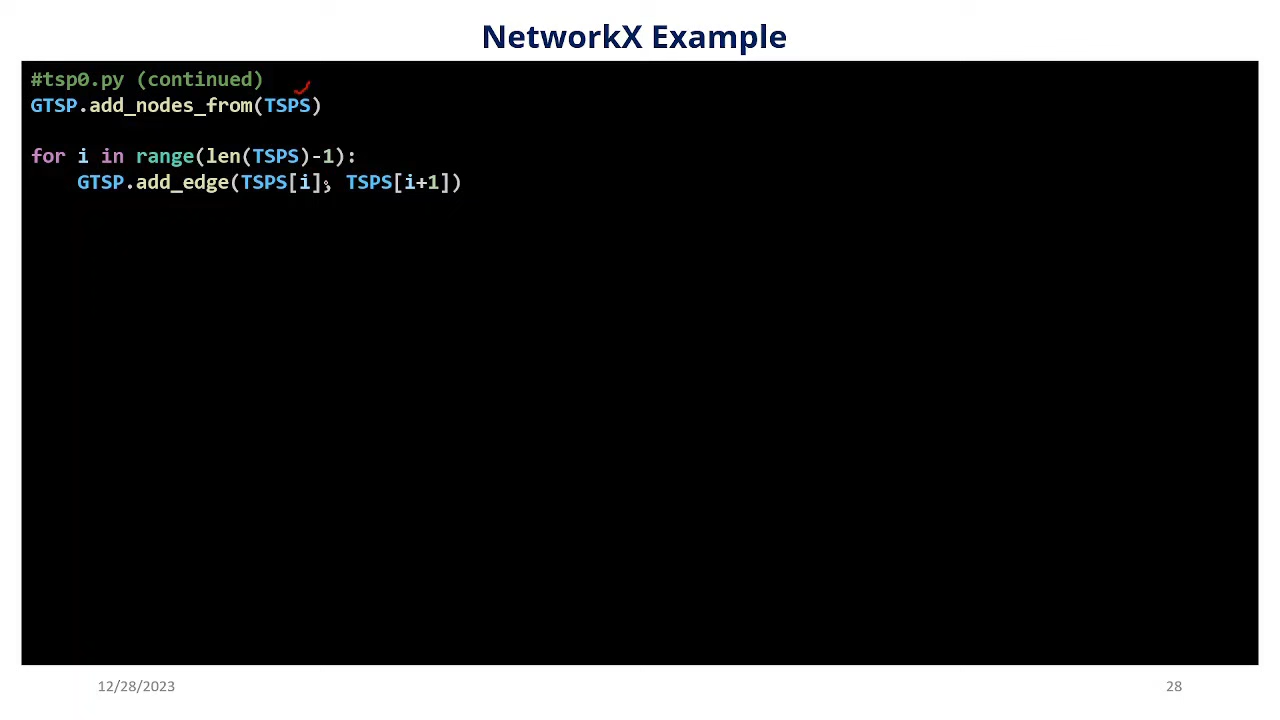 NetworkX Example
#tsp0.py (continued)
GTSP.add_nodes_from(TSPS)
for i in range(len(TSPS)-1):
    GTSP.add_edge(TSPS[i], TSPS[i+1])
12/28/2023
28